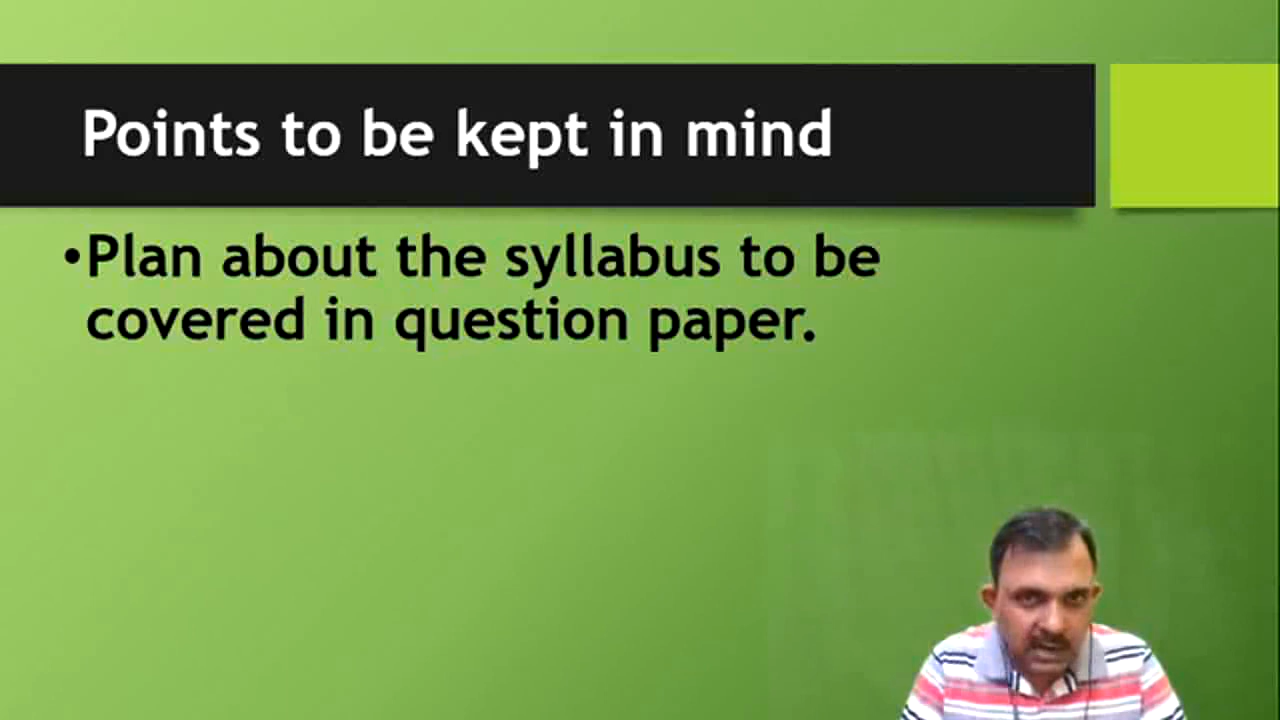 Points to be kept in mind
•Plan about the syllabus to be
covered in question paper.